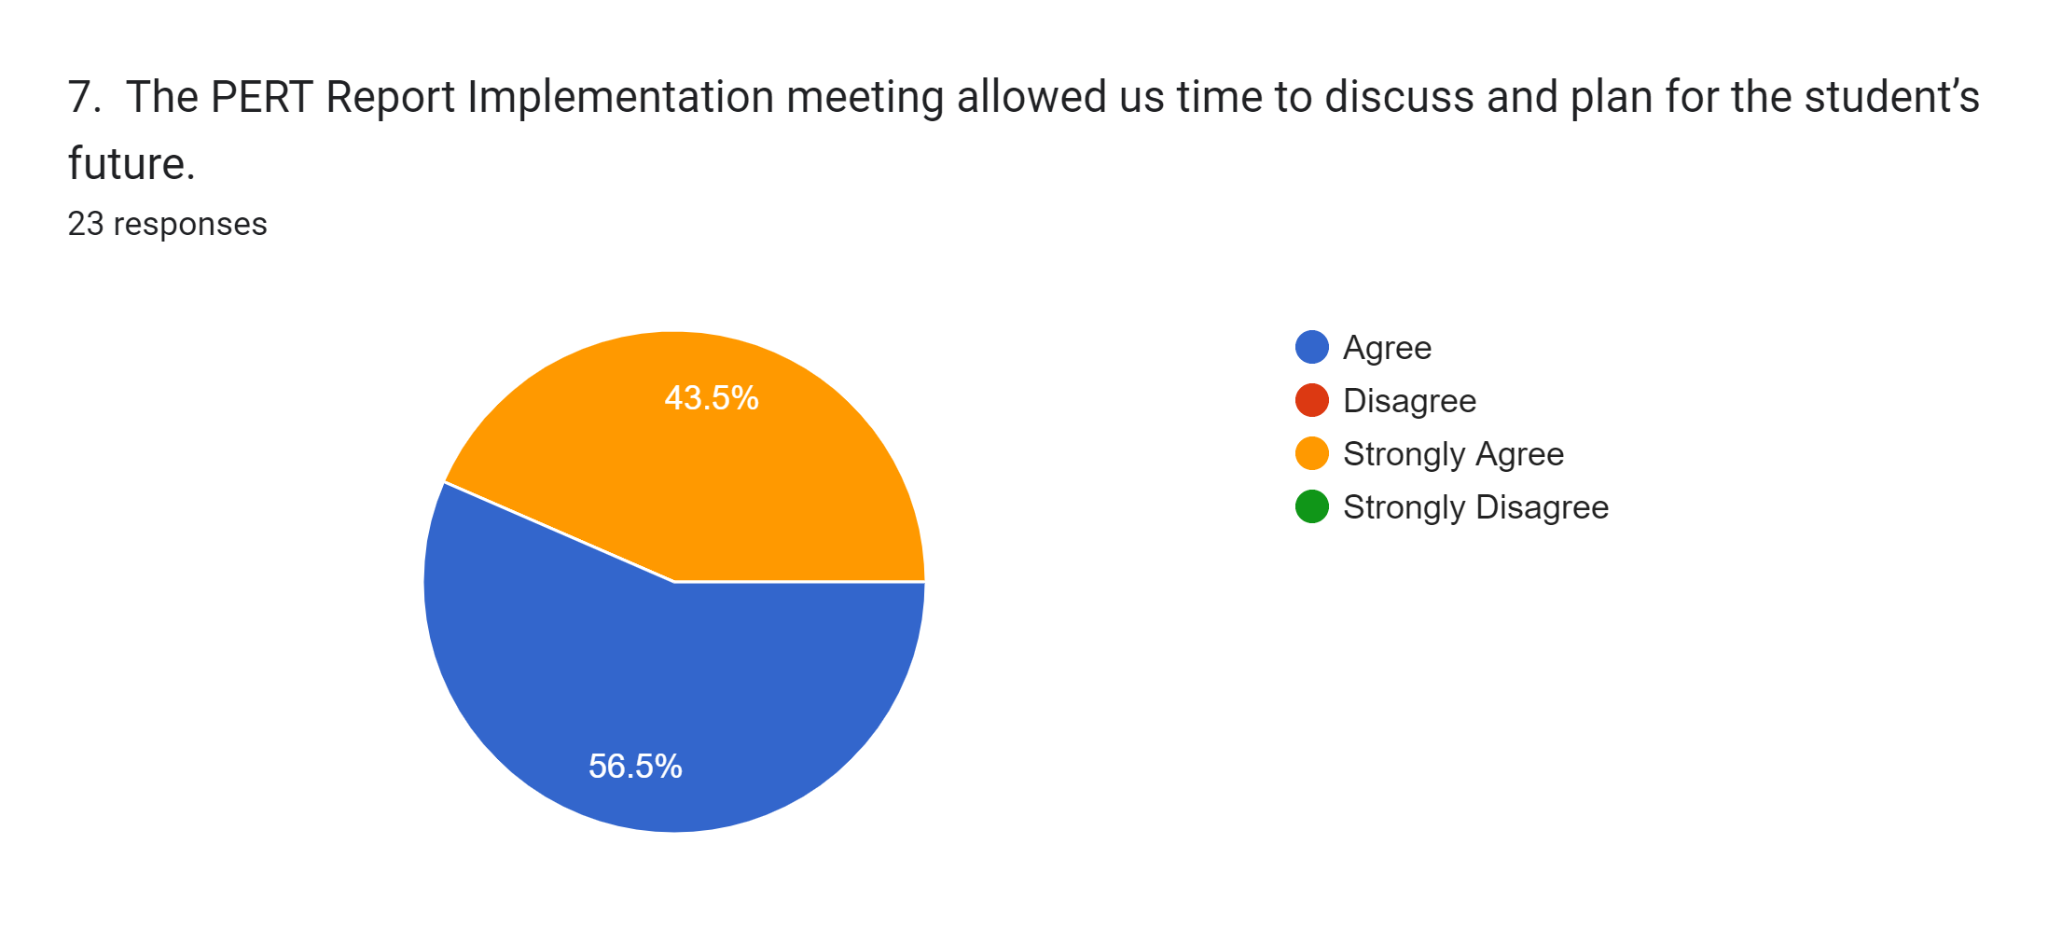 7.  The PERT Report Implementation meeting allowed us time to discuss and plan for the student’s
future.
23 responses
43.5%
56.5%
Agree
Disagree
Strongly Agree
Strongly Disagree